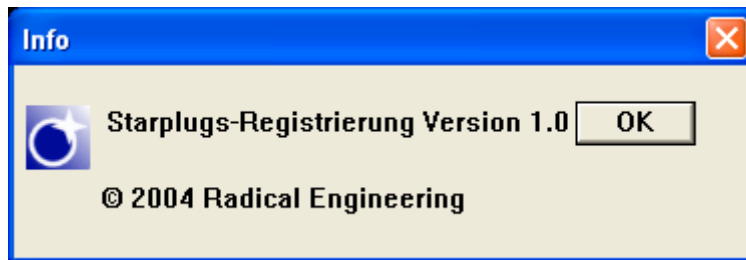 Info
Starplugs-Registrierung Version 1.0 OK
© 2004 Radical Engineering